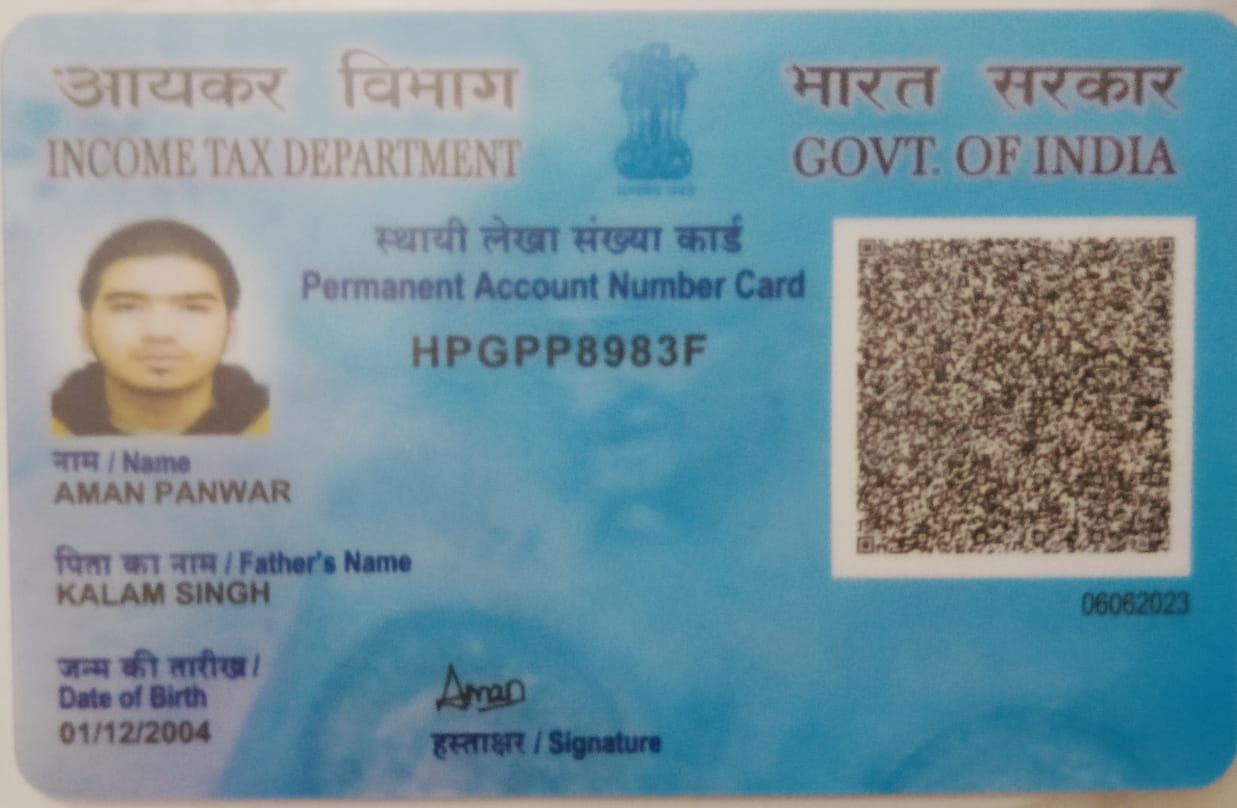 आयकर विभाग
INCOME TAX DEPARTMENT
भारत सरकार
GOVT. OF INDIA
स्थायी लेखा संख्या कार्ड
Permanent Account Number Card
HPGPP8983F
नाम / Name
AMAN PANWAR
पिता का नाम / Father's Name
KALAM SINGH
जन्म की तारीख /
Date of Birth
01/12/2004
Aman
हस्ताक्षर / Signature
06062023